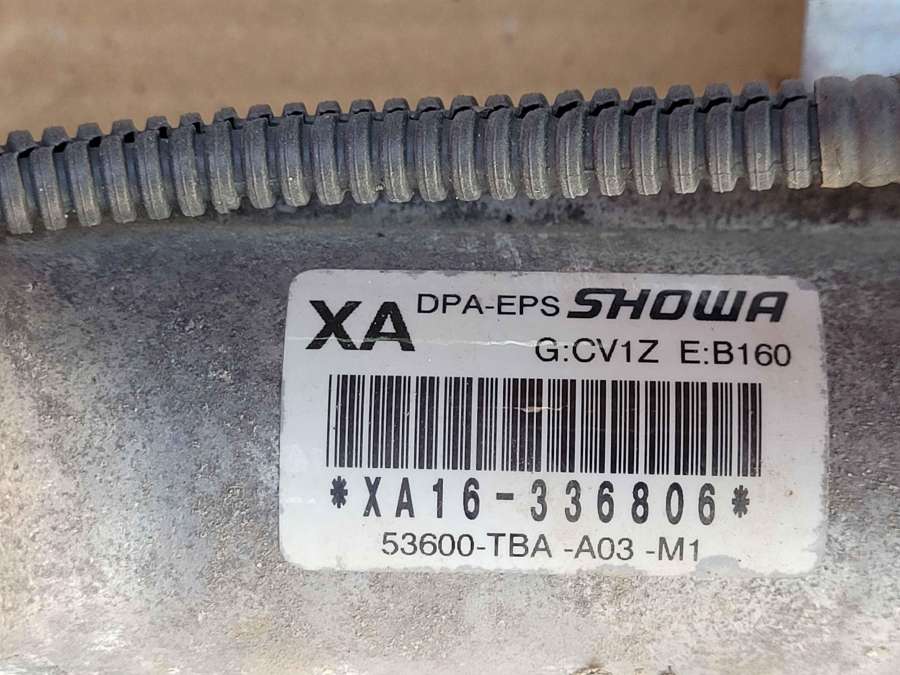 XA DPA-EPS SHOWA
G:CV1Z E:B160
*XA16-336806*
53600-TBA -A03 -M1